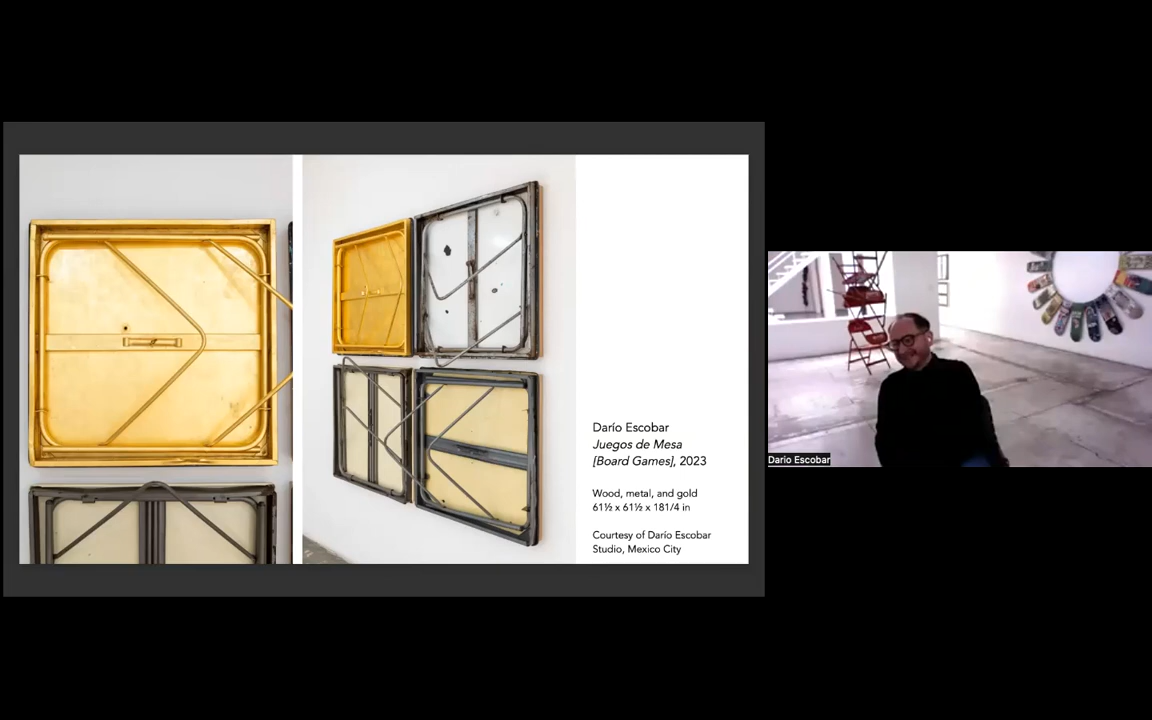 Darío Escobar
Juegos de Mesa
[Board Games], 2023
Wood, metal, and gold
61½ x 61½ x 181/4 in
Courtesy of Darío Escobar
Studio, Mexico City
Dario Escobar